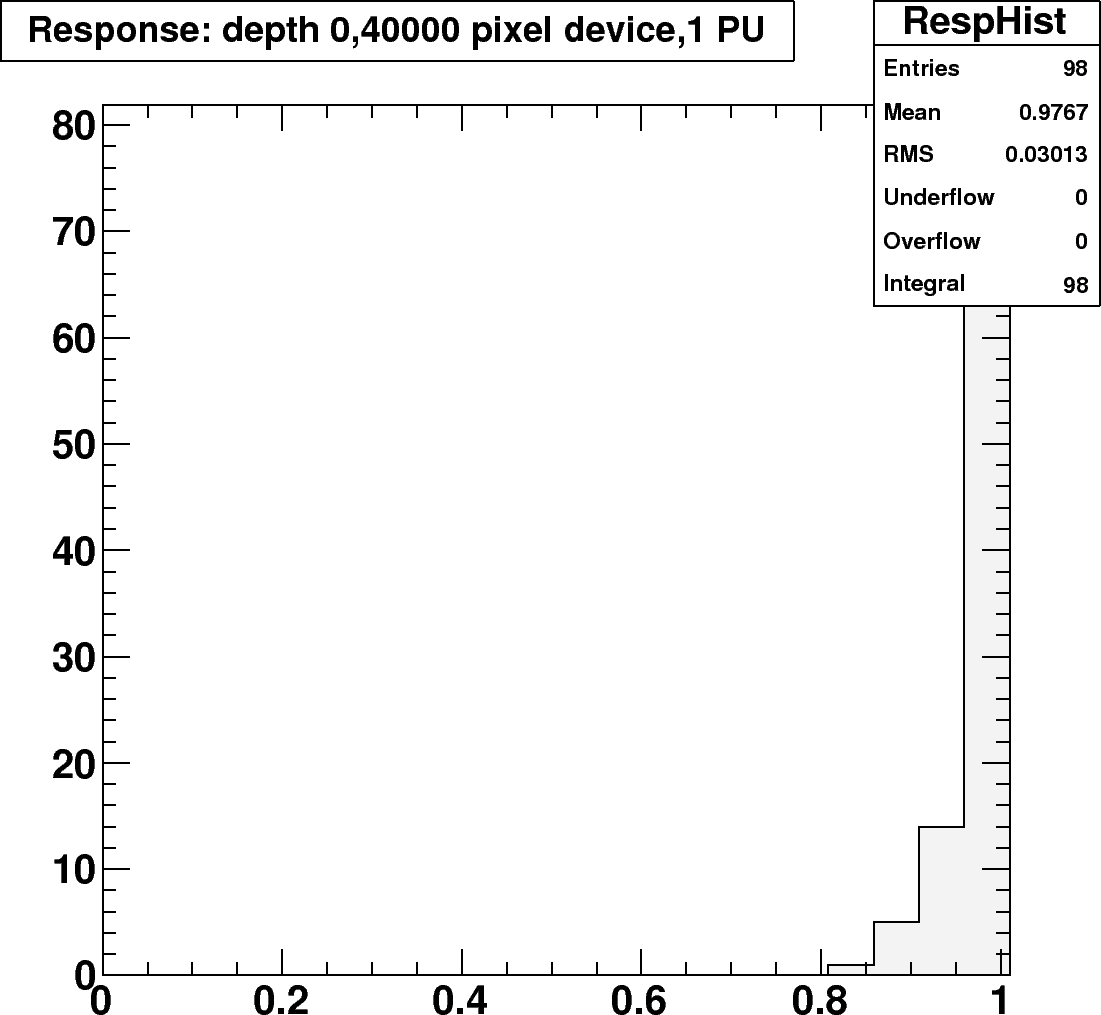 Response: depth 0,40000 pixel device,1 PU
RespHist
Entries 98
Mean 0.9767
RMS 0.03013
Underflow 0
Overflow 0
Integral 98
80
70
60
50
40
30
20
10
0
0 0.2 0.4 0.6 0.8 1